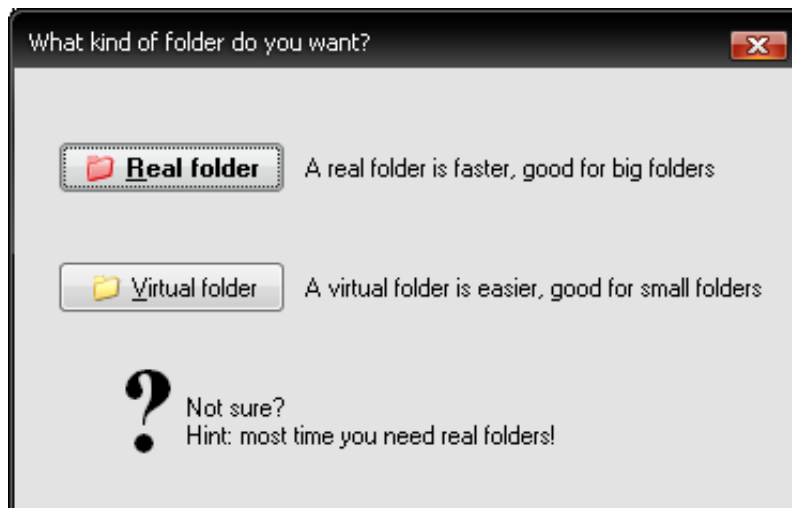 What kind of folder do you want?
Real folder
A real folder is faster, good for big folders
Virtual folder
A virtual folder is easier, good for small folders
?
Not sure?
Hint: most time you need real folders!